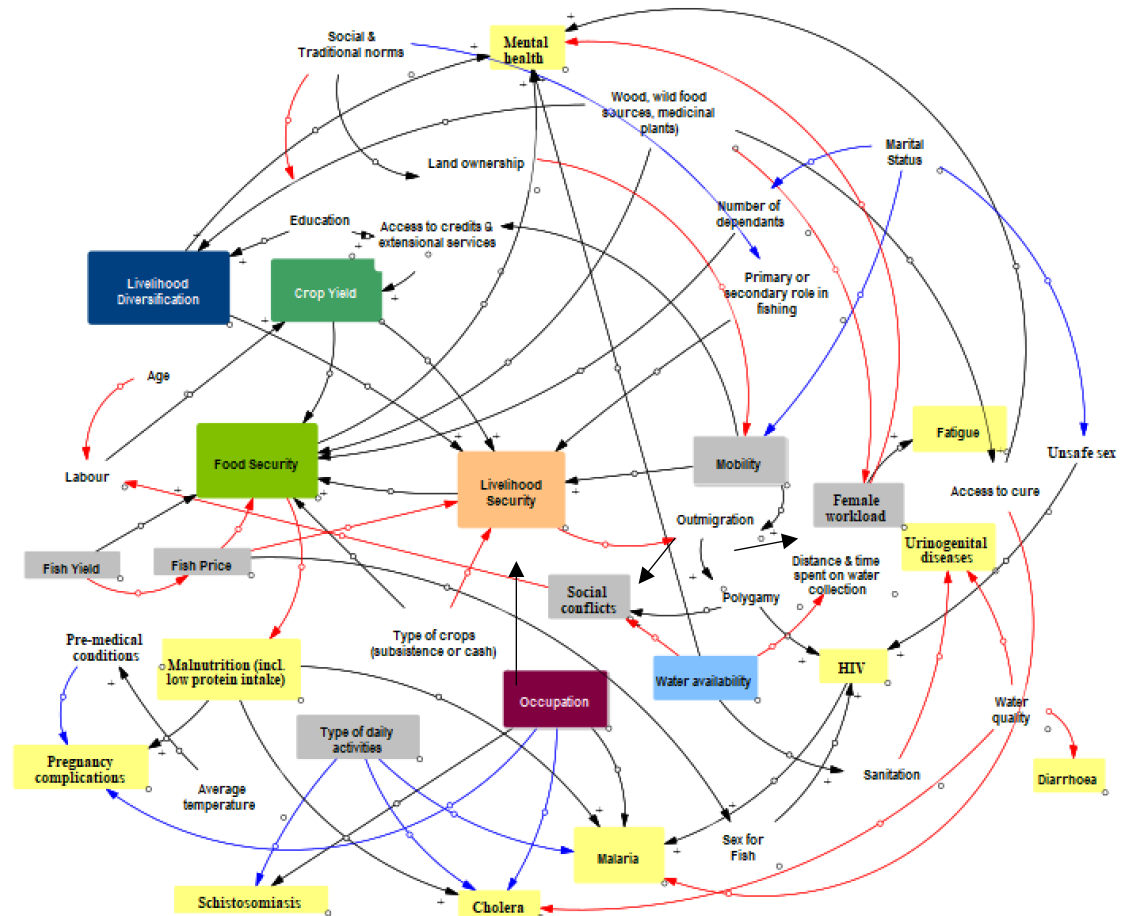 Social &
Traditional norms
Mental
health
Wood, wild food
sources, medicinal
plants)
Marital
Status
Land ownership
Number of
dependants
Education
Access to credits &
extensional services
Livelihood
Diversification
Crop Yield
Primary or
secondary role in
fishing
Age
Fatigue
Unsafe sex
Food Security
Mobility
Labour
Livelihood
Security
Access to cure
Female
workload
Outmigration
Urinogenital
diseases
Fish Yield
Fish Price
Distance & time
spent on water
collection
Social
conflicts
Polygamy
Type of crops
(subsistence or cash)
Pre-medical
conditions
Malnutrition (incl.
low protein intake)
HIV
Water availability
Occupation
Water
quality
Type of daily
activities
Pregnancy
complications
Sanitation
Diarrhoea
Average
temperature
Sex for
Fish
Malaria
Schistosomiasis
Cholera